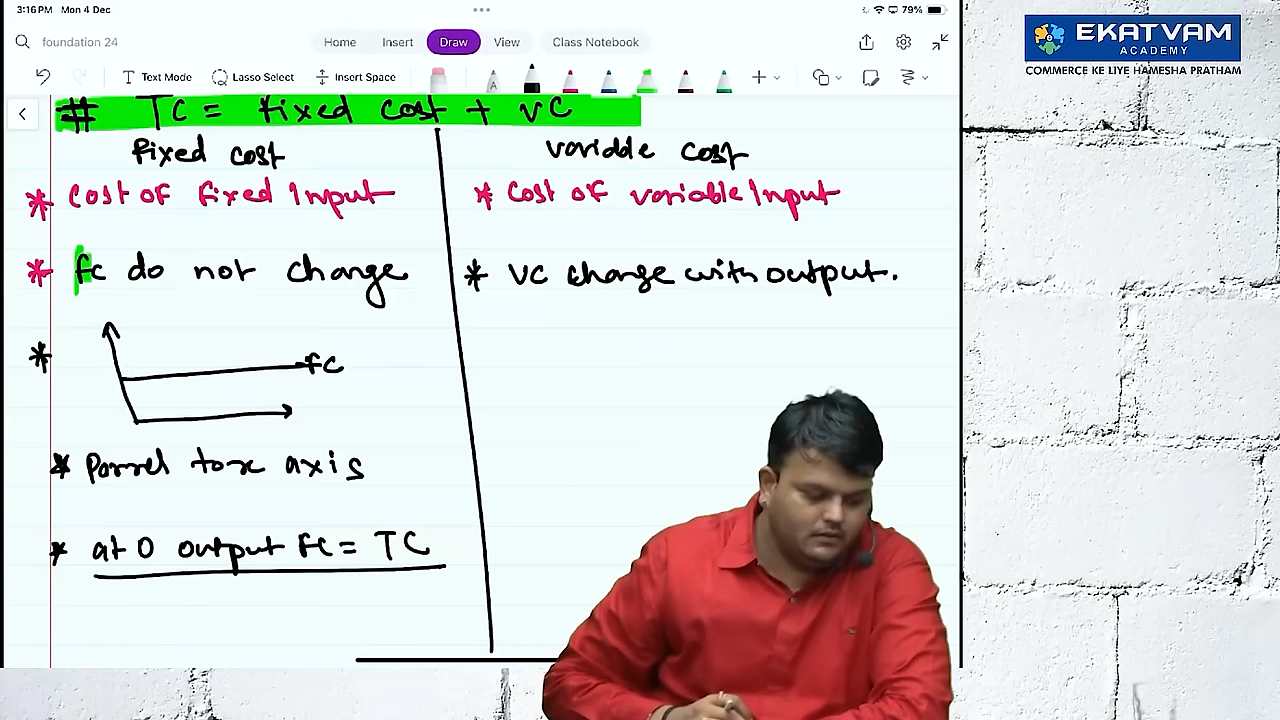 3:16 PM Mon 4 Dec
79%
foundation 24
Home Insert Draw View Class Notebook
Text Mode Lasso Select Insert Space
# TC = fixed cost + VC
fixed cost
* cost of fixed Input
* fc do not change
* fc
* Parrel to x axis
* at 0 output fc = TC
variable cost
* cost of variable Input
* VC change with output.
EKATVAM
ACADEMY
COMMERCE KE LIYE HAMESHA PRATHAM